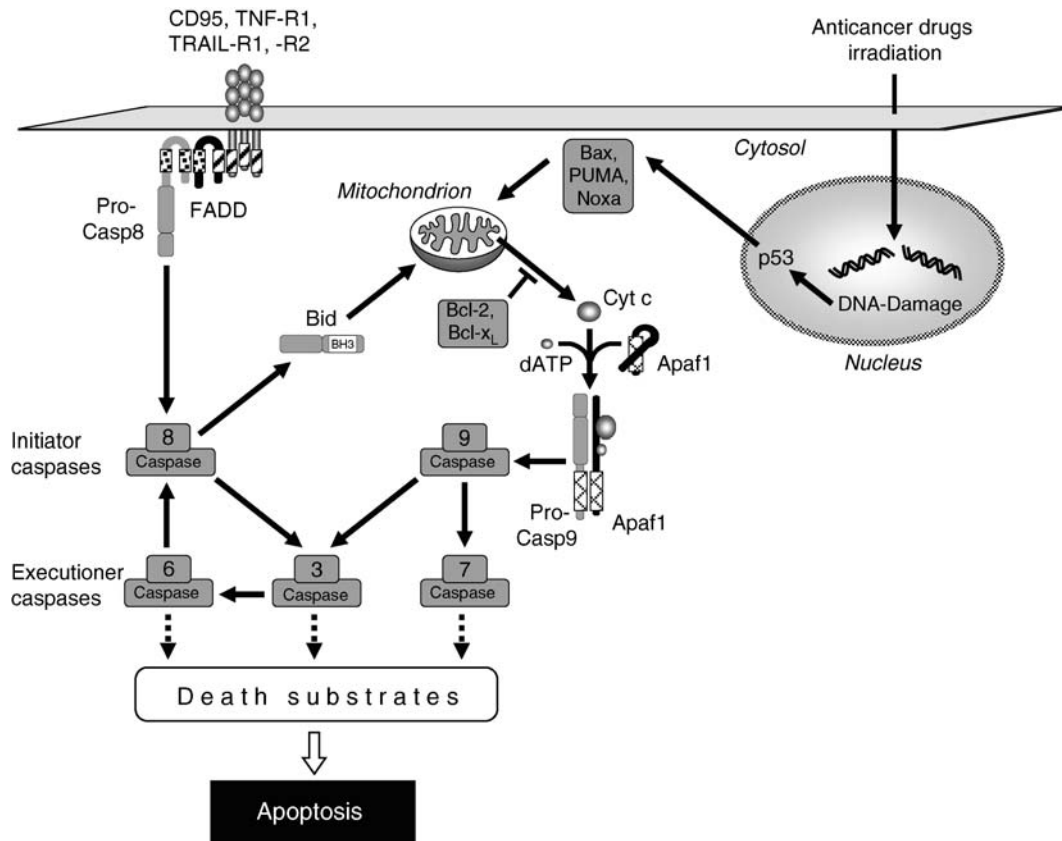 CD95, TNF-R1,
TRAIL-R1, -R2
Anticancer drugs
irradiation
Cytosol
Bax,
PUMA,
Noxa
Mitochondrion
FADD
Pro-
Casp8
p53
DNA-Damage
Nucleus
Bcl-2,
Bcl-xL
Cyt c
Bid
BH3
dATP
Apaf1
Initiator
caspases
8
Caspase
9
Caspase
Pro-
Casp9
Apaf1
Executioner
caspases
6
Caspase
3
Caspase
7
Caspase
Death substrates
Apoptosis